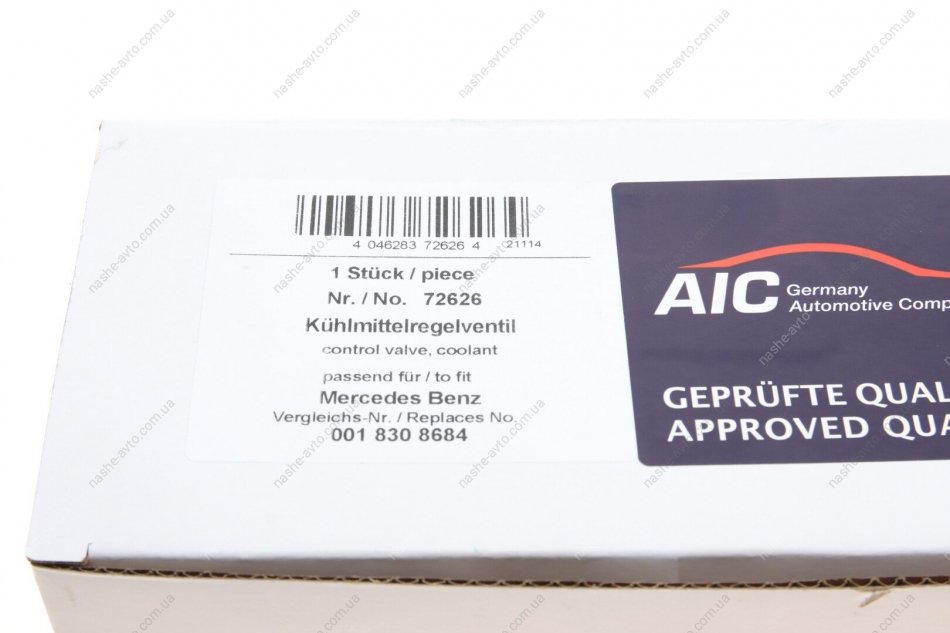 4 046283 72626 4 21114
1 Stück / piece
Nr. / No. 72626
Kühlmittelregelventil
control valve, coolant
passend für / to fit
Mercedes Benz
Vergleichs-Nr. / Replaces No.
001 830 8684
AIC Germany
Automotive Comp
GEPRÜFTE QUAL
APPROVED QUA
nashe-avto.com.ua